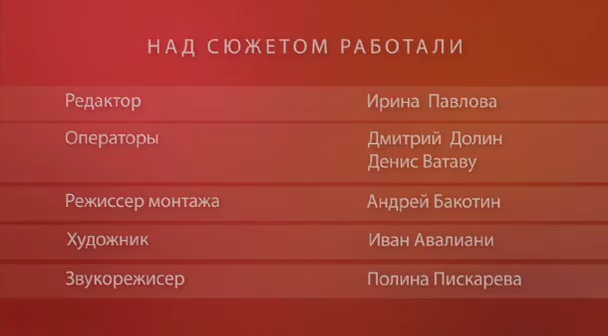 НАД СЮЖЕТОМ РАБОТАЛИ
Редактор Ирина Павлова
Операторы Дмитрий Долин
Денис Ватаву
Режиссер монтажа Андрей Бакотин
Художник Иван Авалиани
Звукорежисер Полина Пискарева